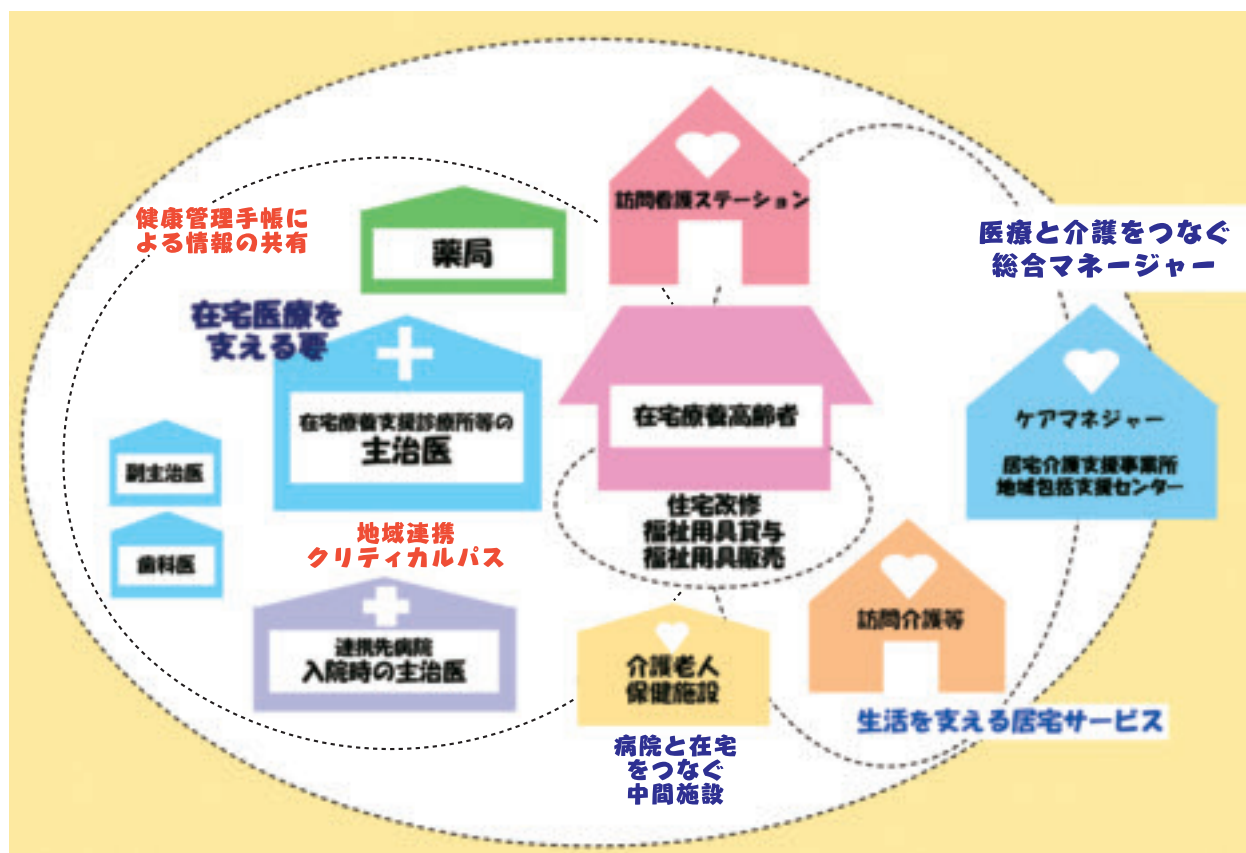 訪問看護ステーション
健康管理手帳に
よる情報の共有
薬局
医療と介護をつなぐ
総合マネージャー
在宅医療を
支える要
在宅療養支援診療所等の
主治医
在宅療養高齢者
ケアマネジャー
居宅介護支援事業所
地域包括支援センター
副主治医
歯科医
住宅改修
福祉用具貸与
福祉用具販売
地域連携
クリティカルパス
訪問介護等
連携先病院
入院時の主治医
介護老人
保健施設
生活を支える居宅サービス
病院と在宅
をつなぐ
中間施設